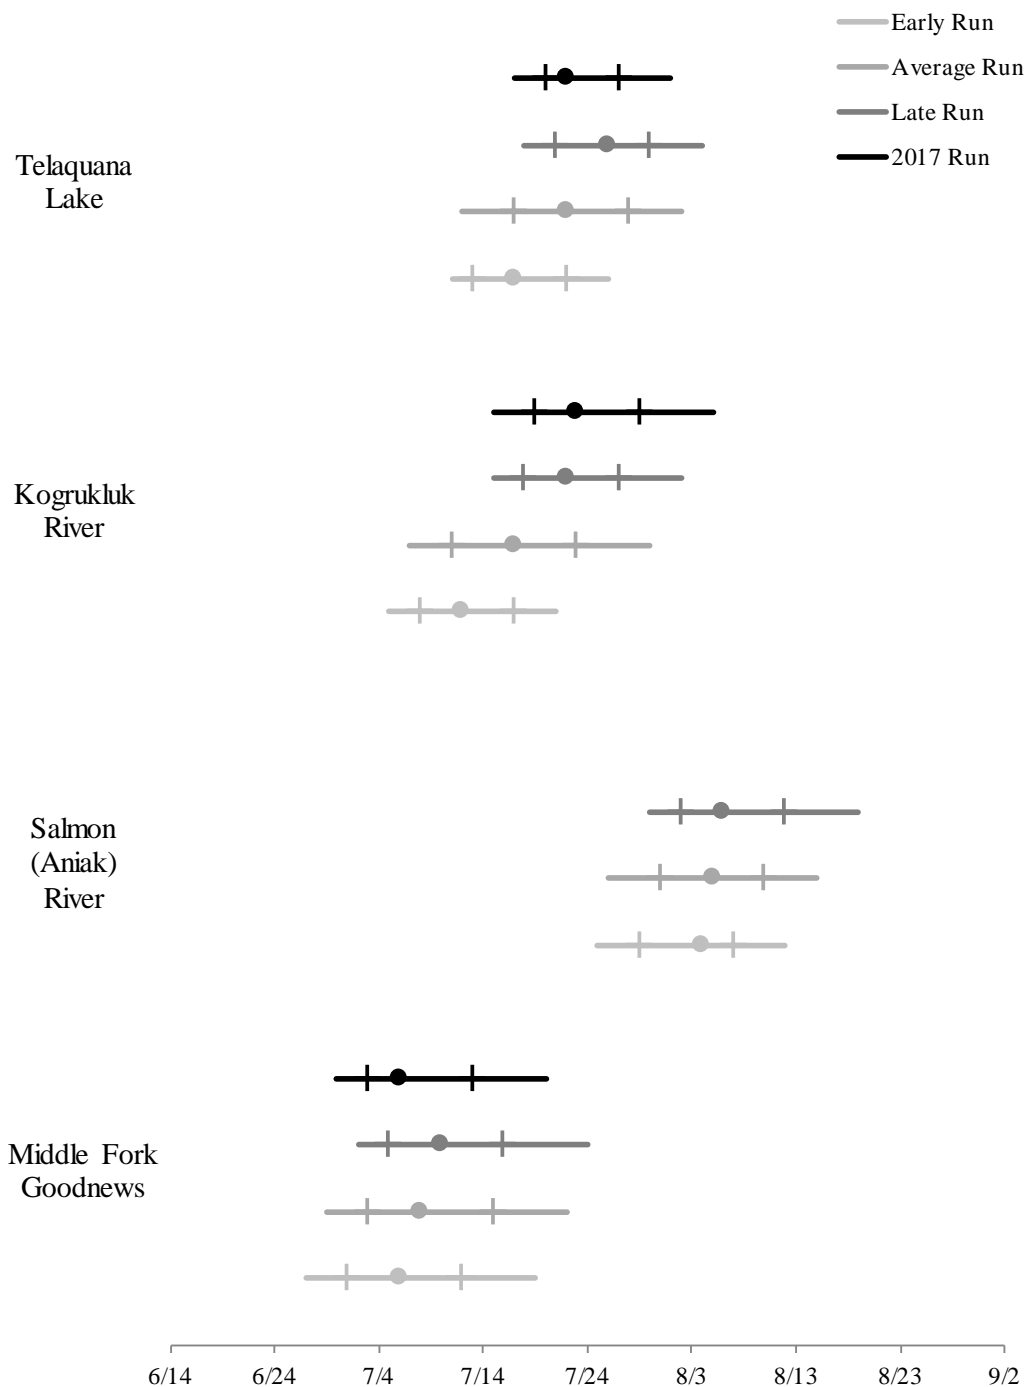 Early Run
Average Run
Late Run
2017 Run
Telaquana
Lake
Kogrukluk
River
Salmon
(Aniak)
River
Middle Fork
Goodnews
6/14 6/24 7/4 7/14 7/24 8/3 8/13 8/23 9/2